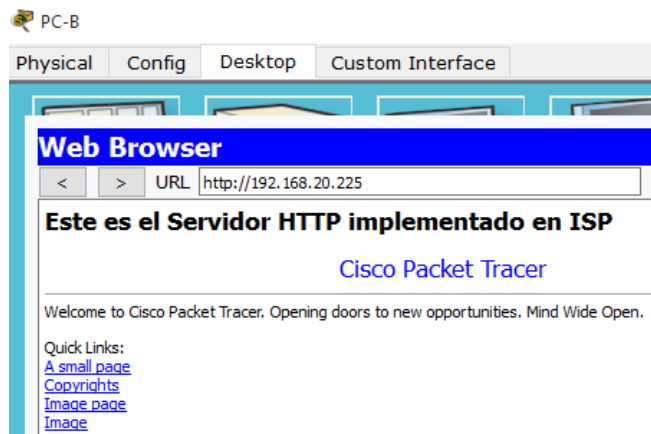 PC-B
Physical Config Desktop Custom Interface
Web Browser
< > URL http://192.168.20.225
Este es el Servidor HTTP implementado en ISP
Cisco Packet Tracer
Welcome to Cisco Packet Tracer. Opening doors to new opportunities. Mind Wide Open.
Quick Links:
A small page
Copyrights
Image page
Image